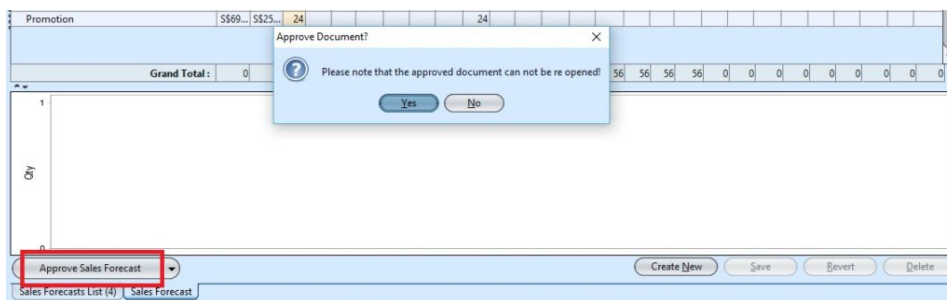 Promotion S$69... S$25... 24 24
Approve Document?
Please note that the approved document can not be re opened!
Yes No
Grand Total : 0 56 56 56 56 0 0 0 0 0 0 0 0
1
Qty
0
Approve Sales Forecast
Create New Save Revert Delete
Sales Forecasts List (4) Sales Forecast